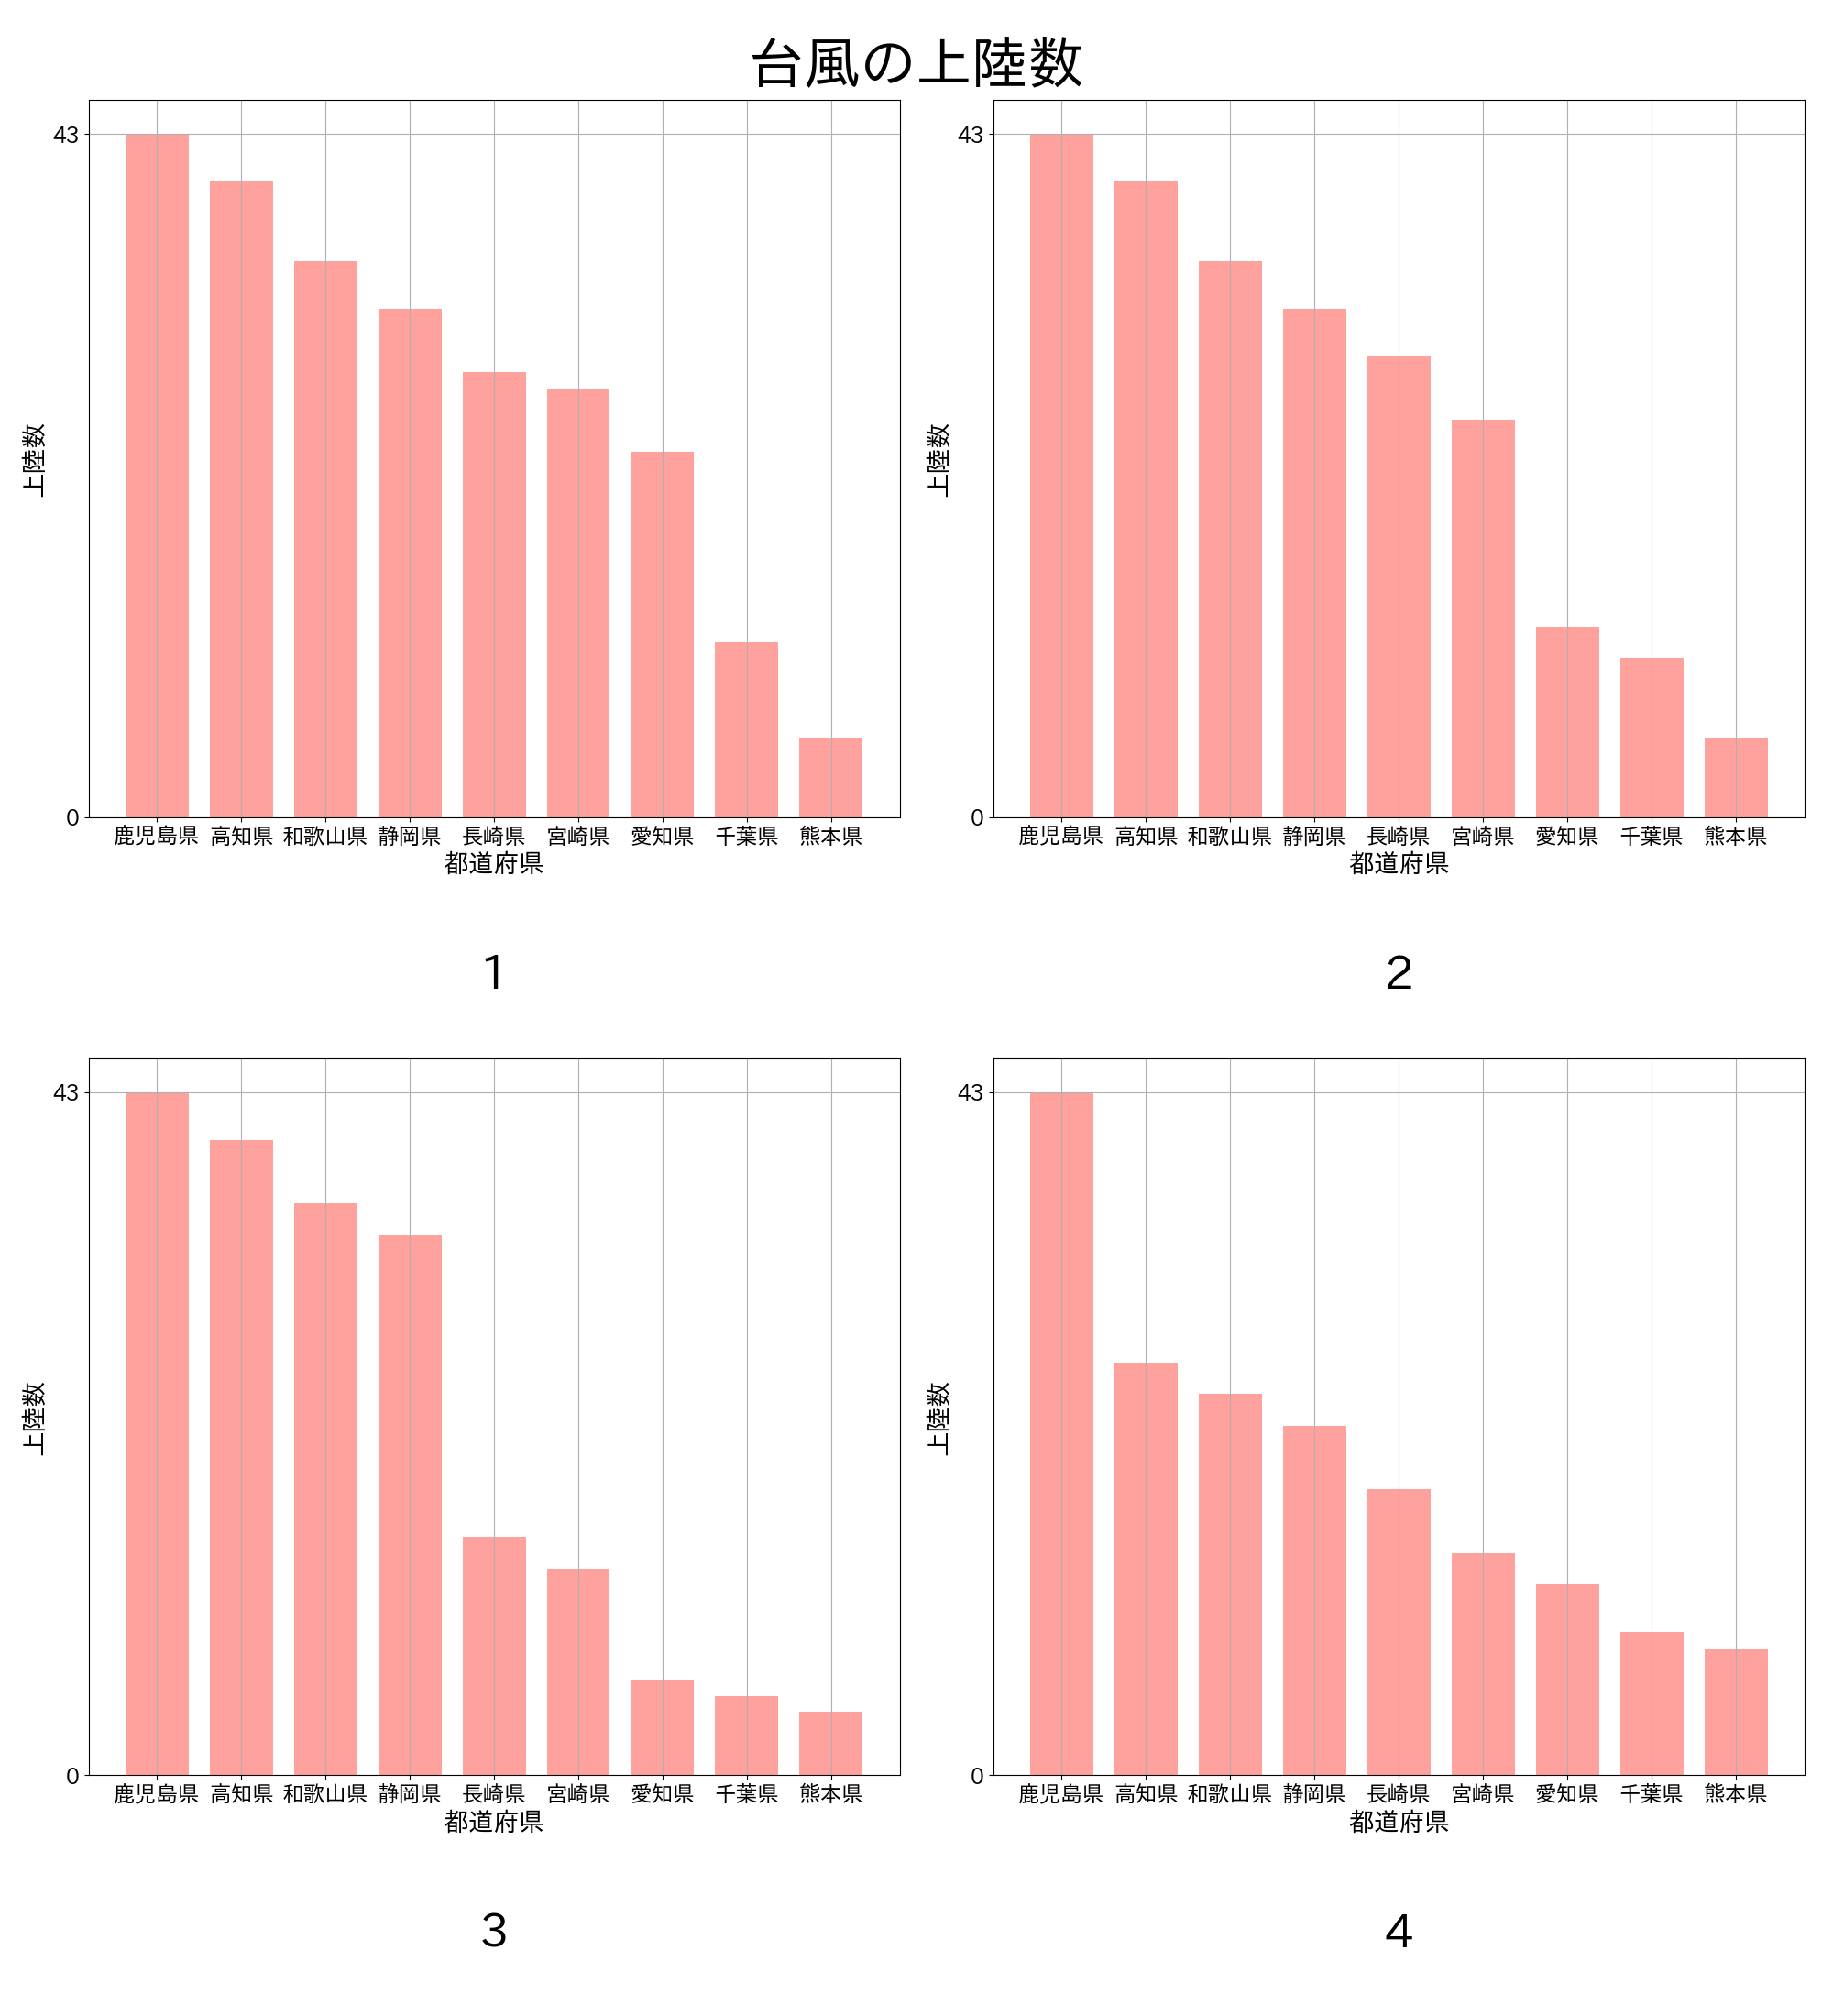 台風の上陸数
43
0
上陸数
鹿児島県 高知県 和歌山県 静岡県 長崎県 宮崎県 愛知県 千葉県 熊本県
都道府県
1
43
0
上陸数
鹿児島県 高知県 和歌山県 静岡県 長崎県 宮崎県 愛知県 千葉県 熊本県
都道府県
2
43
0
上陸数
鹿児島県 高知県 和歌山県 静岡県 長崎県 宮崎県 愛知県 千葉県 熊本県
都道府県
3
43
0
上陸数
鹿児島県 高知県 和歌山県 静岡県 長崎県 宮崎県 愛知県 千葉県 熊本県
都道府県
4